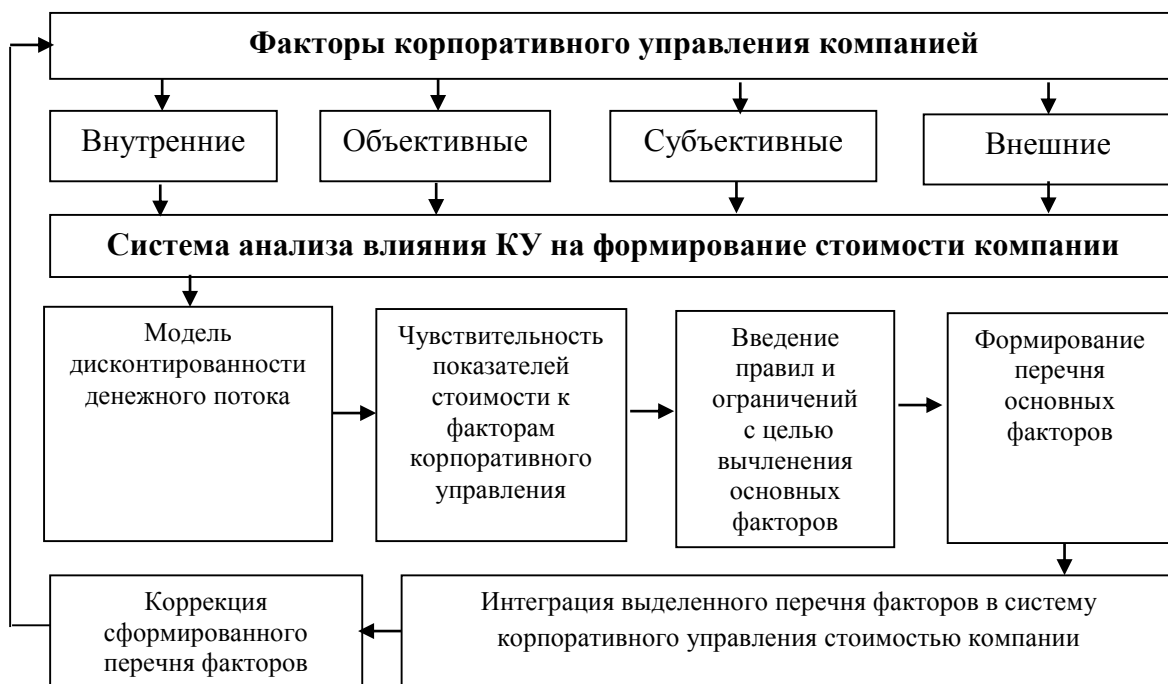 Факторы корпоративного управления компанией
Внутренние
Объективные
Субъективные
Внешние
Система анализа влияния КУ на формирование стоимости компании
Модель
дисконтированности
денежного потока
Чувствительность
показателей
стоимости к
факторам
корпоративного
управления
Введение
правил и
ограничений
с целью
вычленения
основных
факторов
Формирование
перечня
основных
факторов
Коррекция
сформированного
перечня факторов
Интеграция выделенного перечня факторов в систему
корпоративного управления стоимостью компании